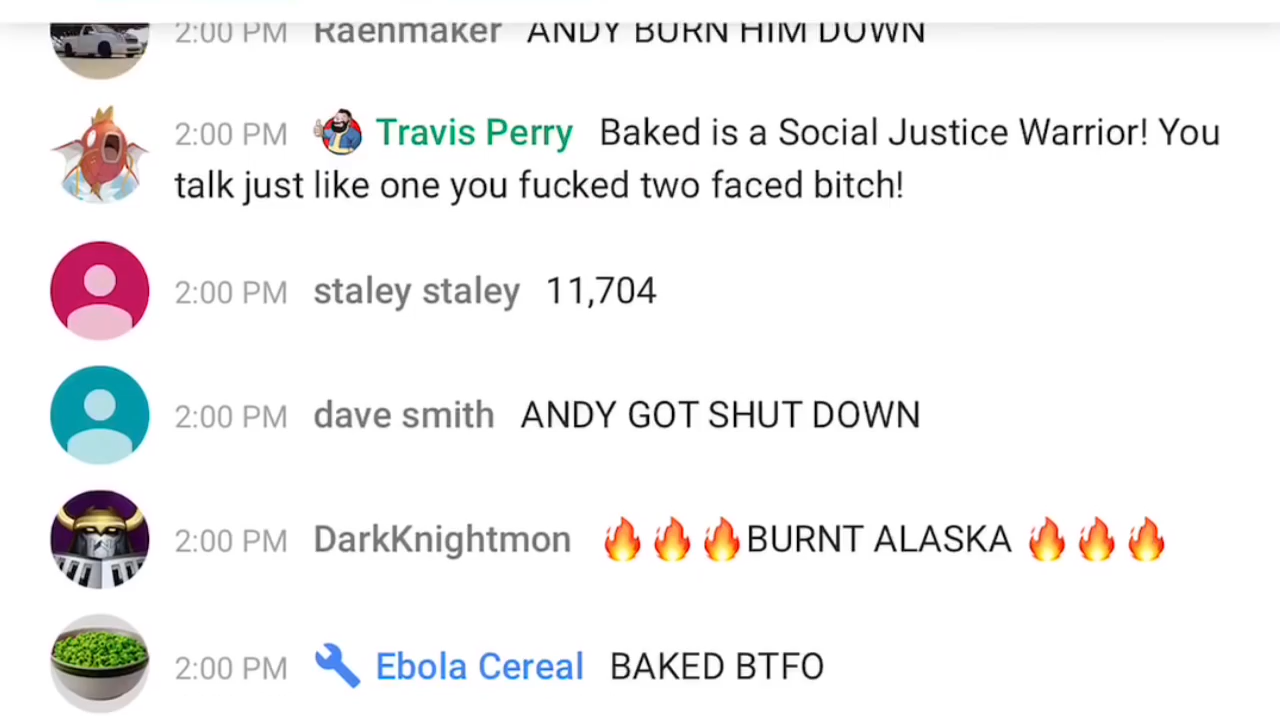 2:00 PM Raenmaker ANDY BURN HIM DOWN
2:00 PM Travis Perry Baked is a Social Justice Warrior! You
talk just like one you fucked two faced bitch!
2:00 PM staley staley 11,704
2:00 PM dave smith ANDY GOT SHUT DOWN
2:00 PM DarkKnightmon 🔥🔥🔥BURNT ALASKA 🔥🔥🔥
2:00 PM Ebola Cereal BAKED BTFO